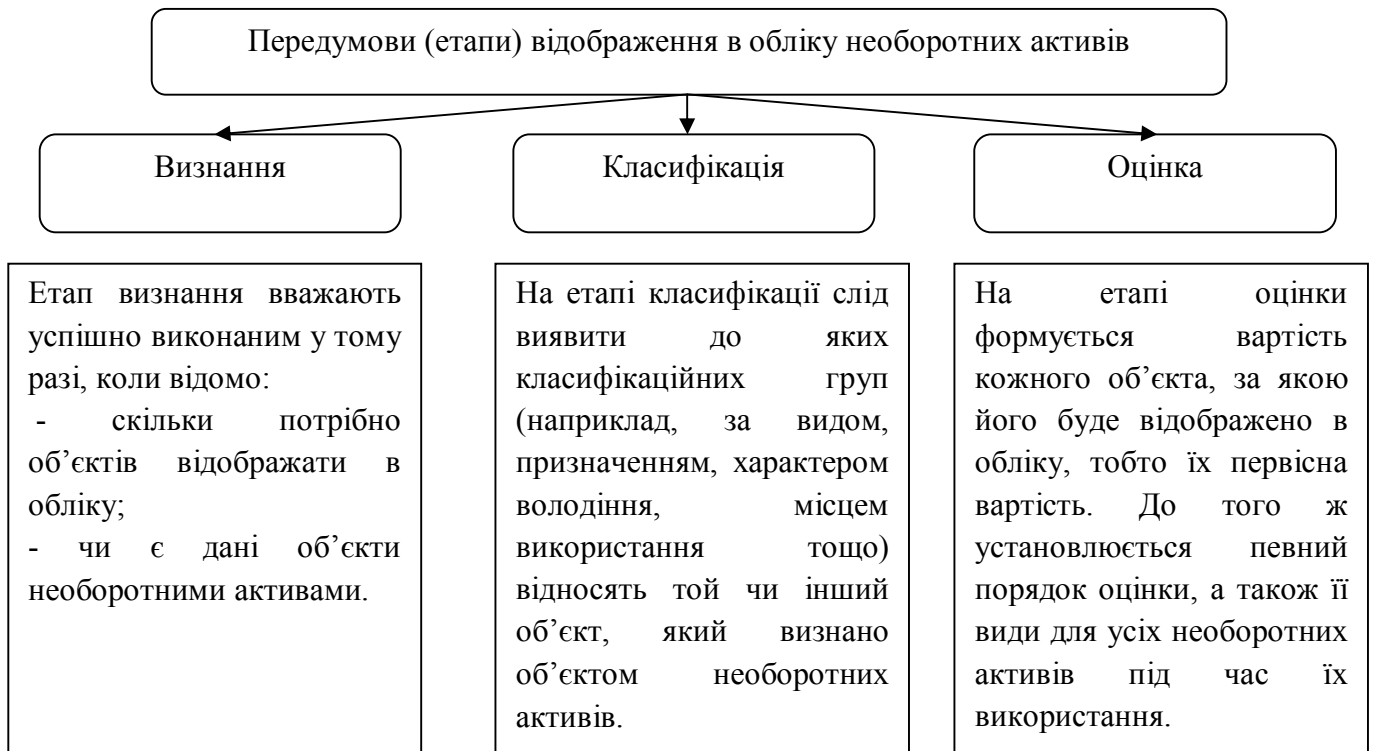 Передумови (етапи) відображення в обліку необоротних активів
Визнання
Класифікація
Оцінка
Етап визнання вважають
успішно виконаним у тому
разі, коли відомо:
- скільки потрібно
об’єктів відображати в
обліку;
- чи є дані об’єкти
необоротними активами.
На етапі класифікації слід
виявити до яких
класифікаційних груп
(наприклад, за видом,
призначенням, характером
володіння, місцем
використання тощо)
відносять той чи інший
об’єкт, який визнано
об’єктом необоротних
активів.
На етапі оцінки
формується вартість
кожного об’єкта, за якою
його буде відображено в
обліку, тобто їх первісна
вартість. До того ж
установлюється певний
порядок оцінки, а також її
види для усіх необоротних
активів під час їх
використання.